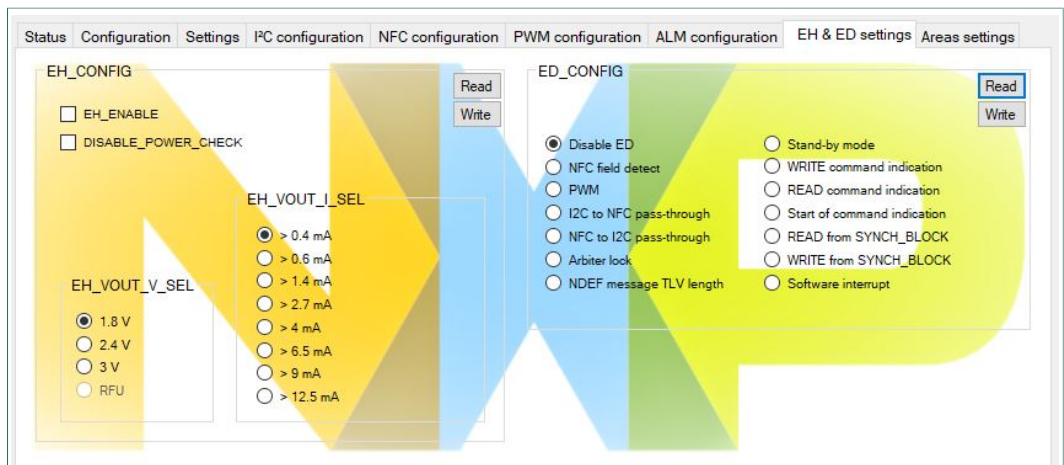 Status Configuration Settings I²C configuration NFC configuration PWM configuration ALM configuration EH & ED settings Areas settings
EH_CONFIG
Read
Write
EH_ENABLE
DISABLE_POWER_CHECK
EH_VOUT_V_SEL
1.8 V
2.4 V
3 V
RFU
EH_VOUT_I_SEL
> 0.4 mA
> 0.6 mA
> 1.4 mA
> 2.7 mA
> 4 mA
> 6.5 mA
> 9 mA
> 12.5 mA
ED_CONFIG
Read
Write
Disable ED
NFC field detect
PWM
I2C to NFC pass-through
NFC to I2C pass-through
Arbiter lock
NDEF message TLV length
Stand-by mode
WRITE command indication
READ command indication
Start of command indication
READ from SYNCH_BLOCK
WRITE from SYNCH_BLOCK
Software interrupt
NXP